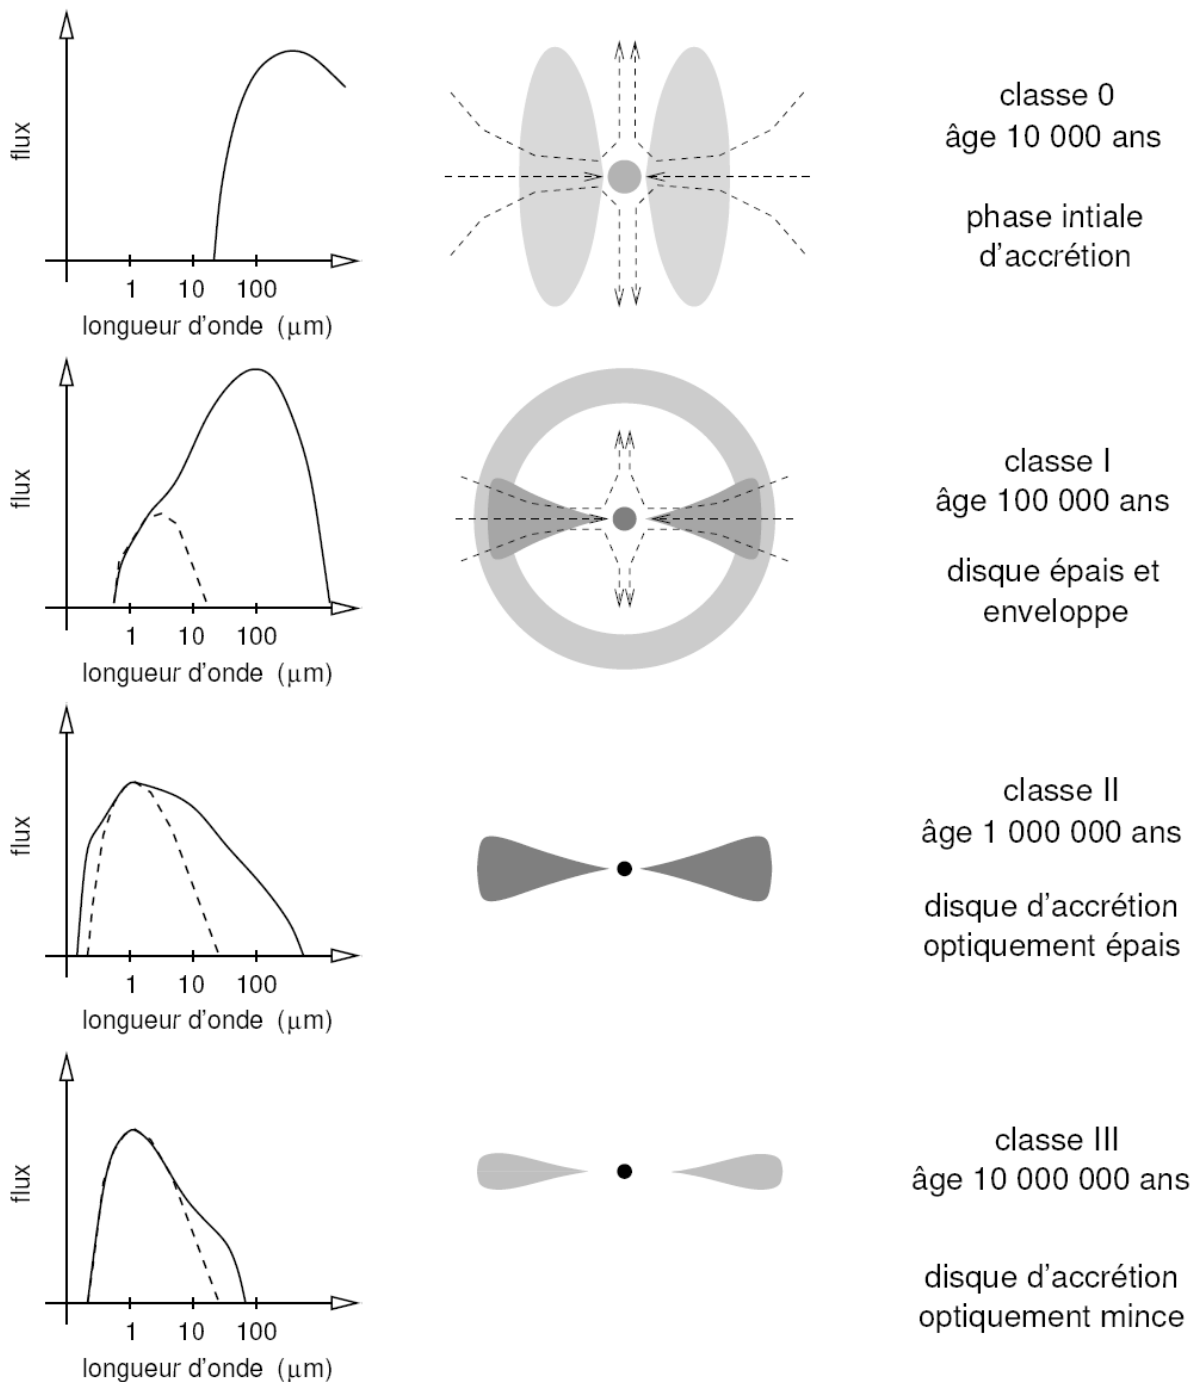 flux
1 10 100
longueur d'onde (μm)
classe 0
âge 10 000 ans
phase intiale
d'accrétion
flux
1 10 100
longueur d'onde (μm)
classe I
âge 100 000 ans
disque épais et
enveloppe
flux
1 10 100
longueur d'onde (μm)
classe II
âge 1 000 000 ans
disque d'accrétion
optiquement épais
flux
1 10 100
longueur d'onde (μm)
classe III
âge 10 000 000 ans
disque d'accrétion
optiquement mince